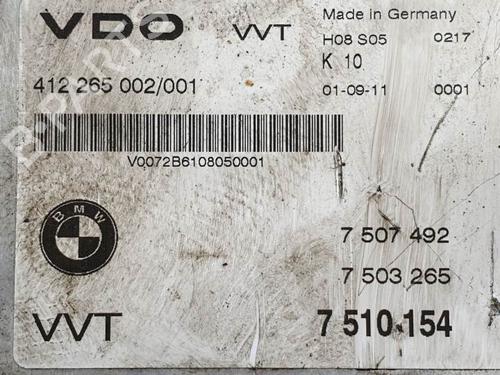 VDO VVT Made in Germany
H08 S05 0217
K 10
412 265 002/001 01-09-11 0001
V0072B6108050001
BMW
7 507 492
7 503 265
VVT 7 510 154
B-PARTS